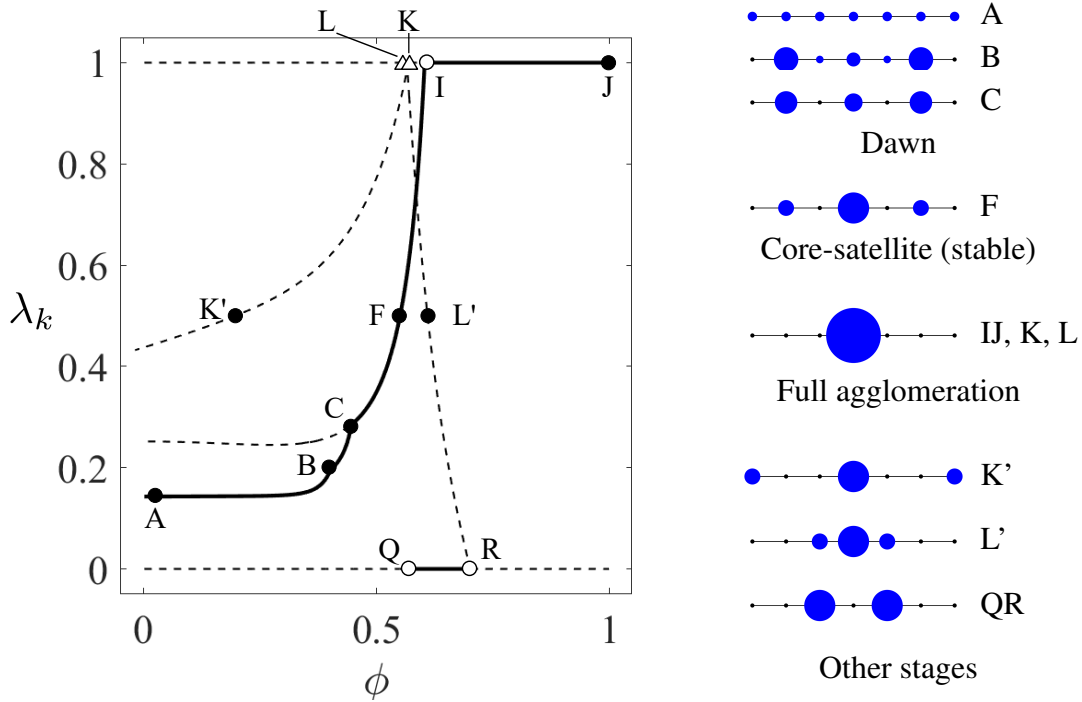 L K
1
I
J
0.8
0.6
λk
K'
F
L'
0.4
C
B
0.2
A
Q
R
0
0 0.5 1
ϕ
A
B
C
Dawn
F
Core-satellite (stable)
IJ, K, L
Full agglomeration
K’
L’
QR
Other stages